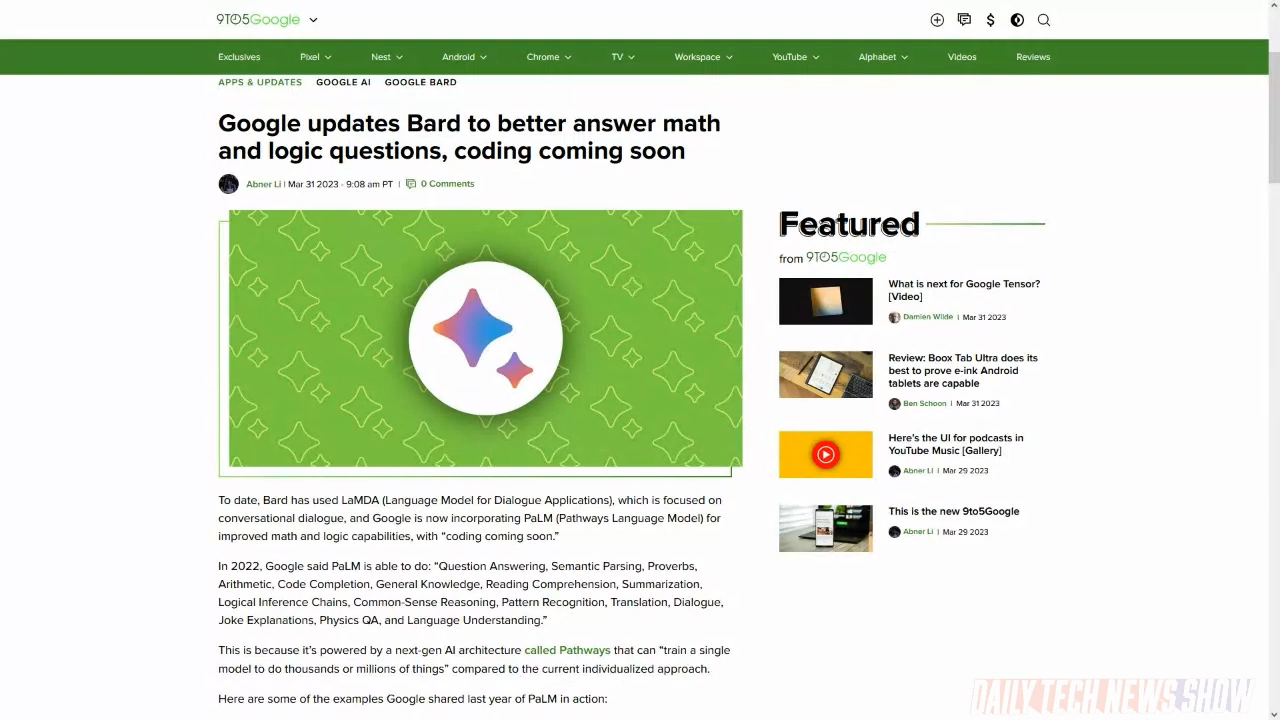 9TO5Google
Exclusives Pixel Nest Android Chrome TV Workspace YouTube Alphabet Videos Reviews
APPS & UPDATES GOOGLE AI GOOGLE BARD
Google updates Bard to better answer math
and logic questions, coding coming soon
Abner Li | Mar 31 2023 - 9:08 am PT | 0 Comments
To date, Bard has used LaMDA (Language Model for Dialogue Applications), which is focused on
conversational dialogue, and Google is now incorporating PaLM (Pathways Language Model) for
improved math and logic capabilities, with “coding coming soon.”
In 2022, Google said PaLM is able to do: “Question Answering, Semantic Parsing, Proverbs,
Arithmetic, Code Completion, General Knowledge, Reading Comprehension, Summarization,
Logical Inference Chains, Common-Sense Reasoning, Pattern Recognition, Translation, Dialogue,
Joke Explanations, Physics QA, and Language Understanding.”
This is because it’s powered by a next-gen AI architecture called Pathways that can “train a single
model to do thousands or millions of things” compared to the current individualized approach.
Here are some of the examples Google shared last year of PaLM in action:
Featured
from 9TO5Google
What is next for Google Tensor?
[Video]
Damien Wilde | Mar 31 2023
Review: Boox Tab Ultra does its
best to prove e-ink Android
tablets are capable
Ben Schoon | Mar 31 2023
Here’s the UI for podcasts in
YouTube Music [Gallery]
Abner Li | Mar 29 2023
This is the new 9to5Google
Abner Li | Mar 29 2023
DAILY TECH NEWS SHOW